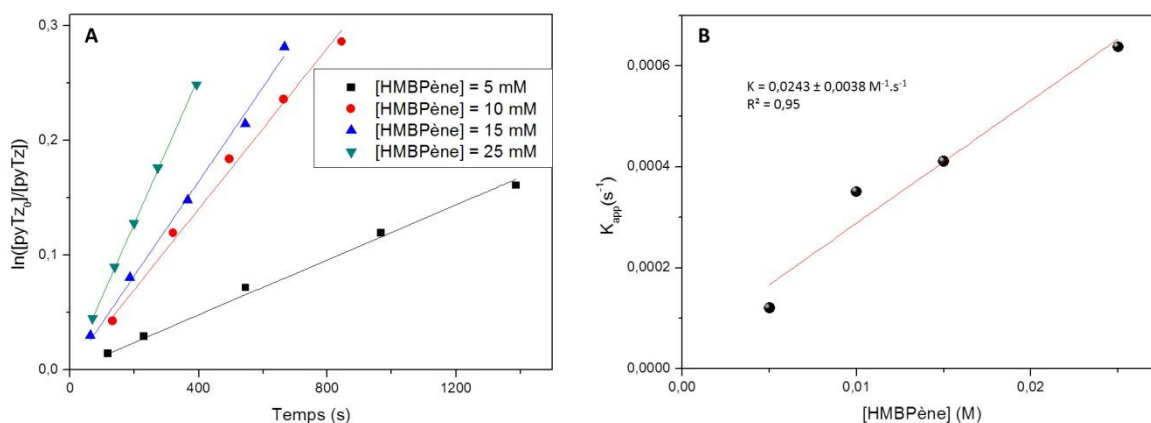 A
[HMBPène] = 5 mM
[HMBPène] = 10 mM
[HMBPène] = 15 mM
[HMBPène] = 25 mM
ln([pyTz₀]/[pyTz])
0,3
0,2
0,1
0,0
0 400 800 1200
Temps (s)
B
K = 0,0243 ± 0,0038 M⁻¹.s⁻¹
R² = 0,95
K_app(s⁻¹)
0,0006
0,0004
0,0002
0,0000
0,00 0,01 0,02
[HMBPène] (M)